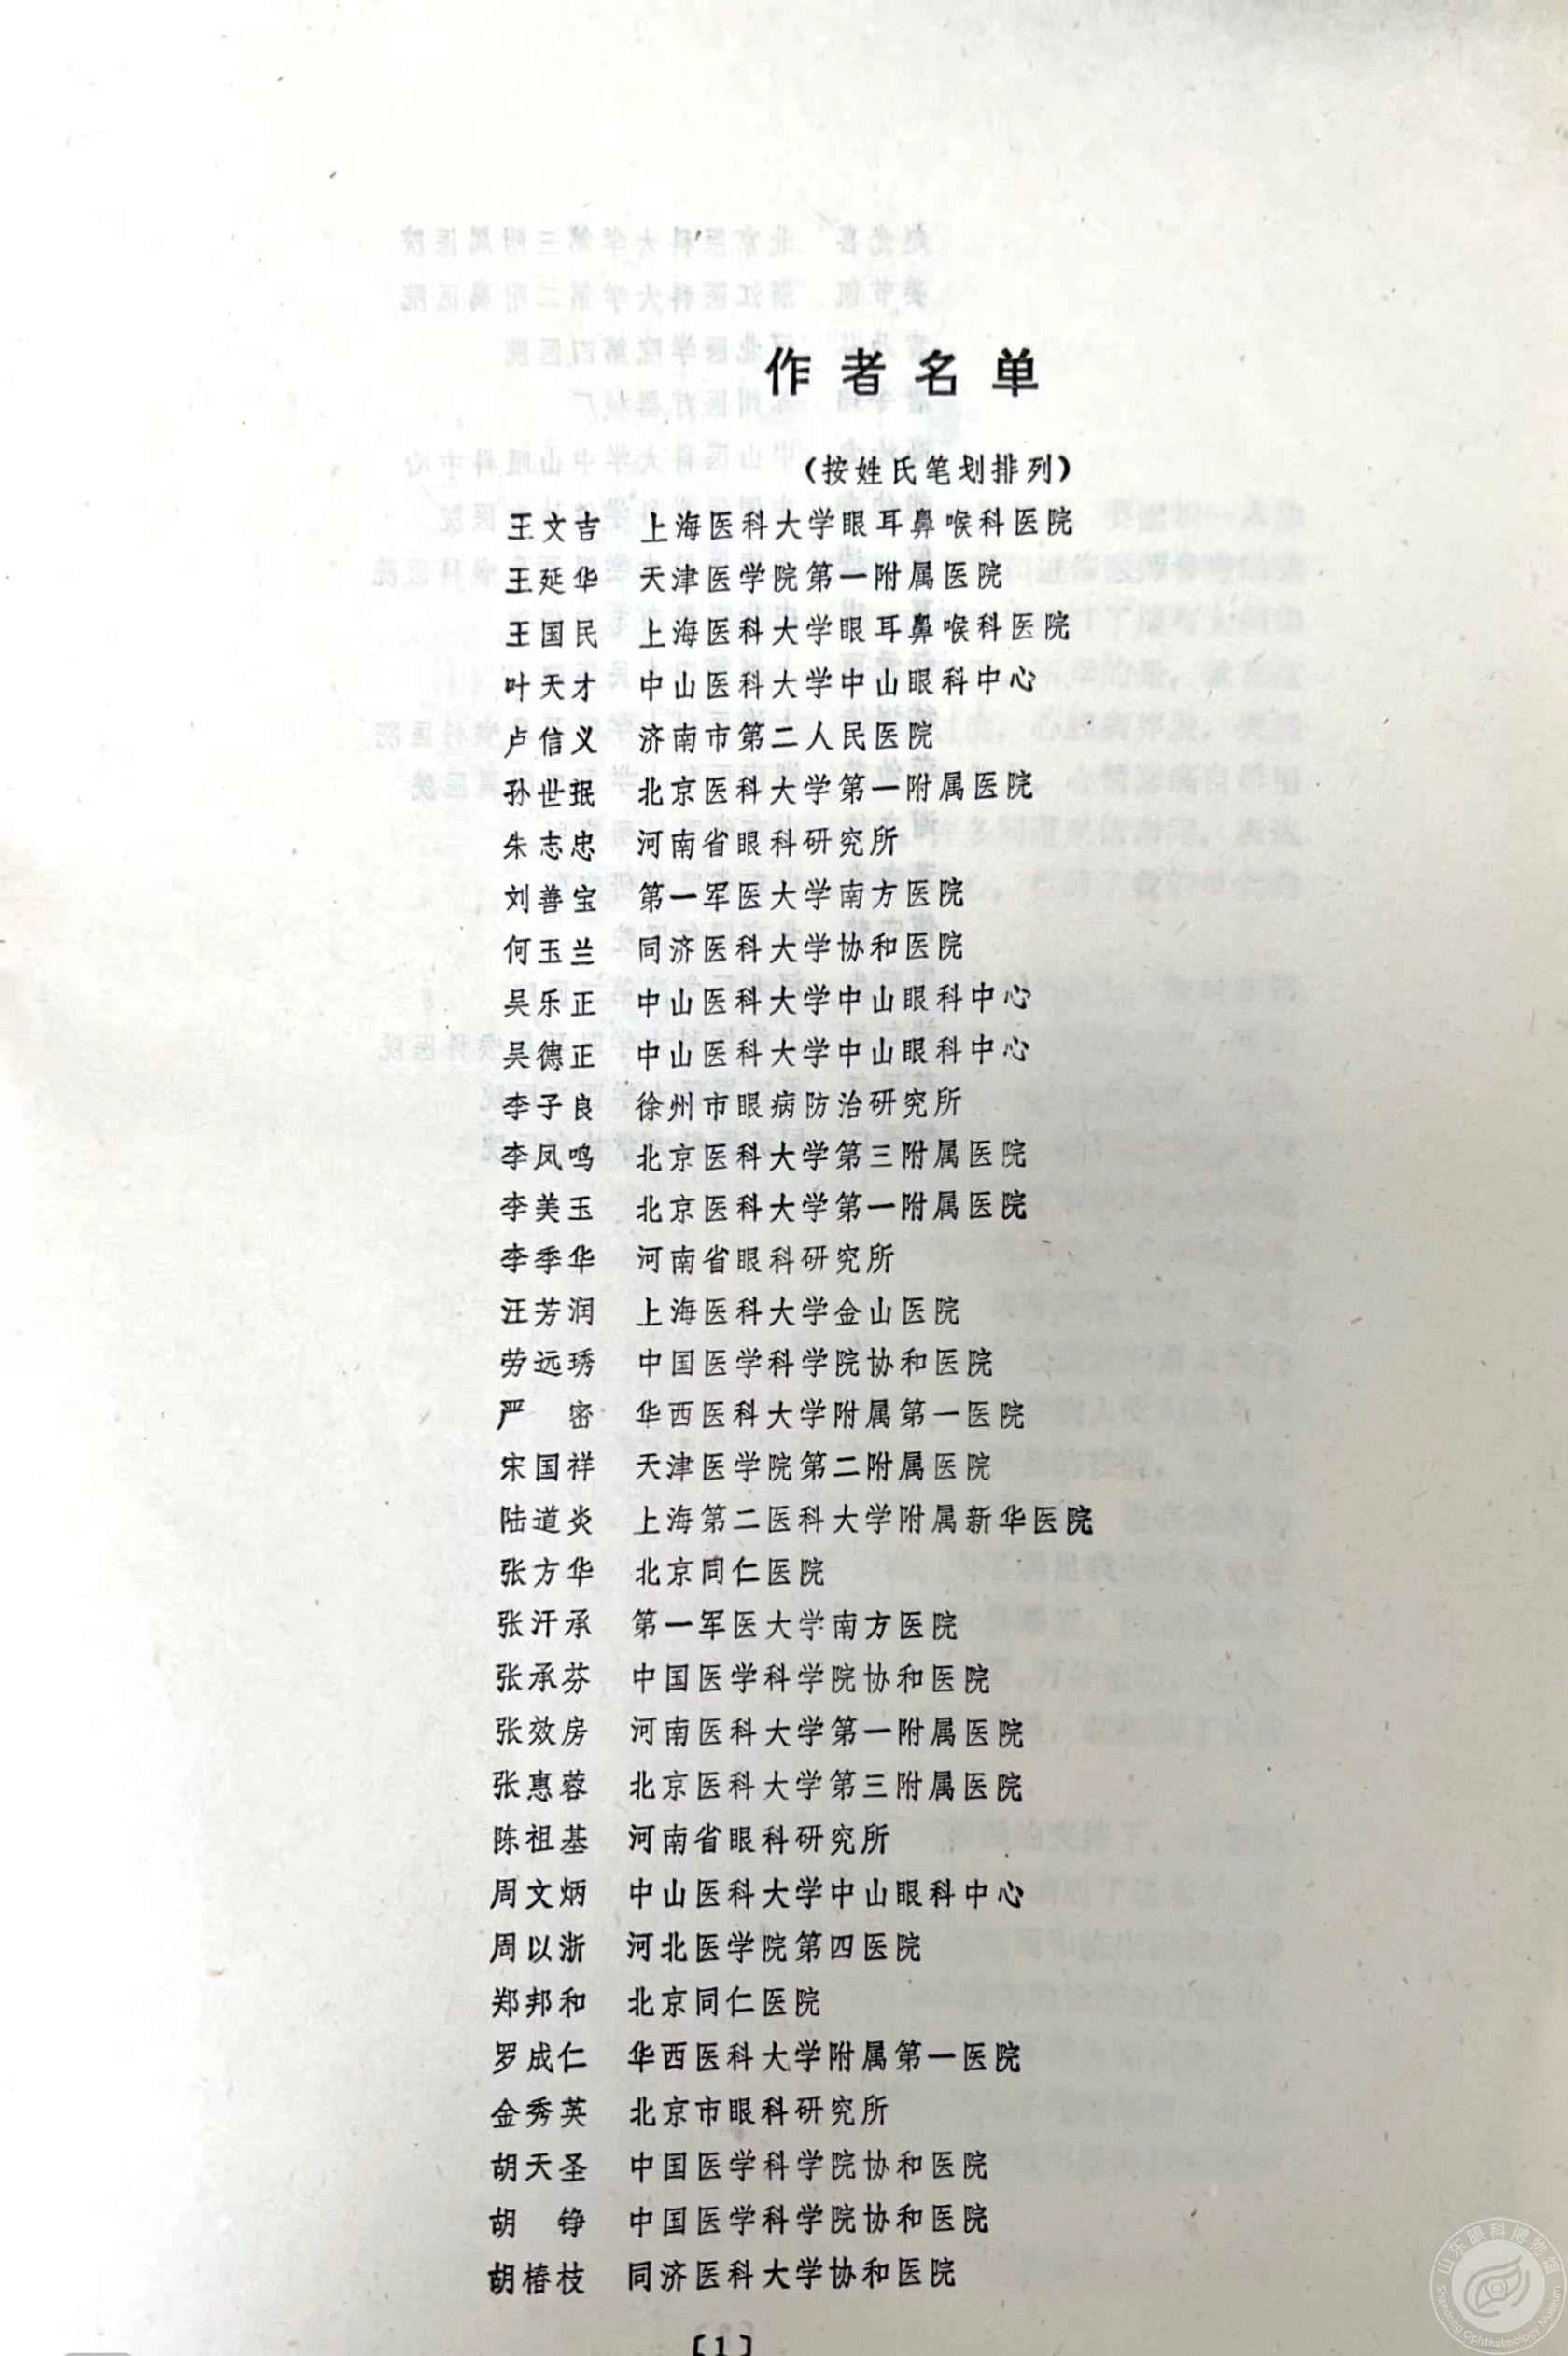 作者名单
（按姓氏笔划排列）
王文吉 上海医科大学眼耳鼻喉科医院
王延华 天津医学院第一附属医院
王国民 上海医科大学眼耳鼻喉科医院
叶天才 中山医科大学中山眼科中心
卢信义 济南市第二人民医院
孙世珉 北京医科大学第一附属医院
朱志忠 河南省眼科研究所
刘善宝 第一军医大学南方医院
何玉兰 同济医科大学协和医院
吴乐正 中山医科大学中山眼科中心
吴德正 中山医科大学中山眼科中心
李子良 徐州市眼病防治研究所
李凤鸣 北京医科大学第三附属医院
李美玉 北京医科大学第一附属医院
李季华 河南省眼科研究所
汪芳润 上海医科大学金山医院
劳远琇 中国医学科学院协和医院
严 密 华西医科大学附属第一医院
宋国祥 天津医学院第二附属医院
陆道炎 上海第二医科大学附属新华医院
张方华 北京同仁医院
张汗承 第一军医大学南方医院
张承芬 中国医学科学院协和医院
张效房 河南医科大学第一附属医院
张惠蓉 北京医科大学第三附属医院
陈祖基 河南省眼科研究所
周文炳 中山医科大学中山眼科中心
周以浙 河北医学院第四医院
郑邦和 北京同仁医院
罗成仁 华西医科大学附属第一医院
金秀英 北京市眼科研究所
胡天圣 中国医学科学院协和医院
胡 铮 中国医学科学院协和医院
胡椿枝 同济医科大学协和医院
〔1〕
山东眼科博物馆
Shandong Ophthalmology Museum